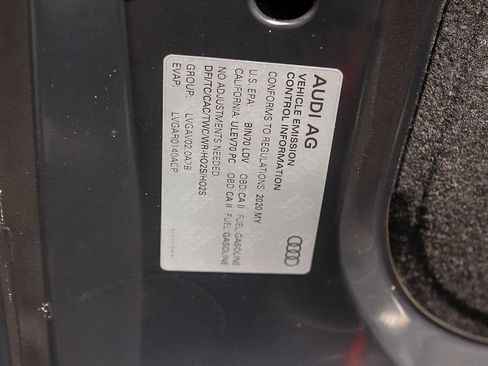 AUDI AG
VEHICLE EMISSION
CONTROL INFORMATION
CONFORMS TO REGULATIONS: 2020 MY
U.S. EPA: BIN70 LDV OBD: CA II FUEL: GASOLINE
CALIFORNIA: ULEV70 PC OBD: CA II FUEL: GASOLINE
NO ADJUSTMENTS NEEDED
DFI/TC/CAC/TWC/WR-HO2S/HO2S
GROUP: LVGAV02.0A7B
EVAP: LVGAR0140ACP